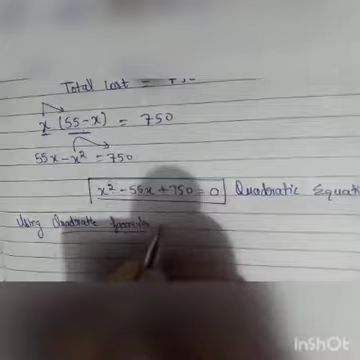 Total Cost = 750
x (55-x) = 750
55x - x² = 750
x² - 55x + 750 = 0 Quadratic Equati
Using Quadratic formula
InShOt